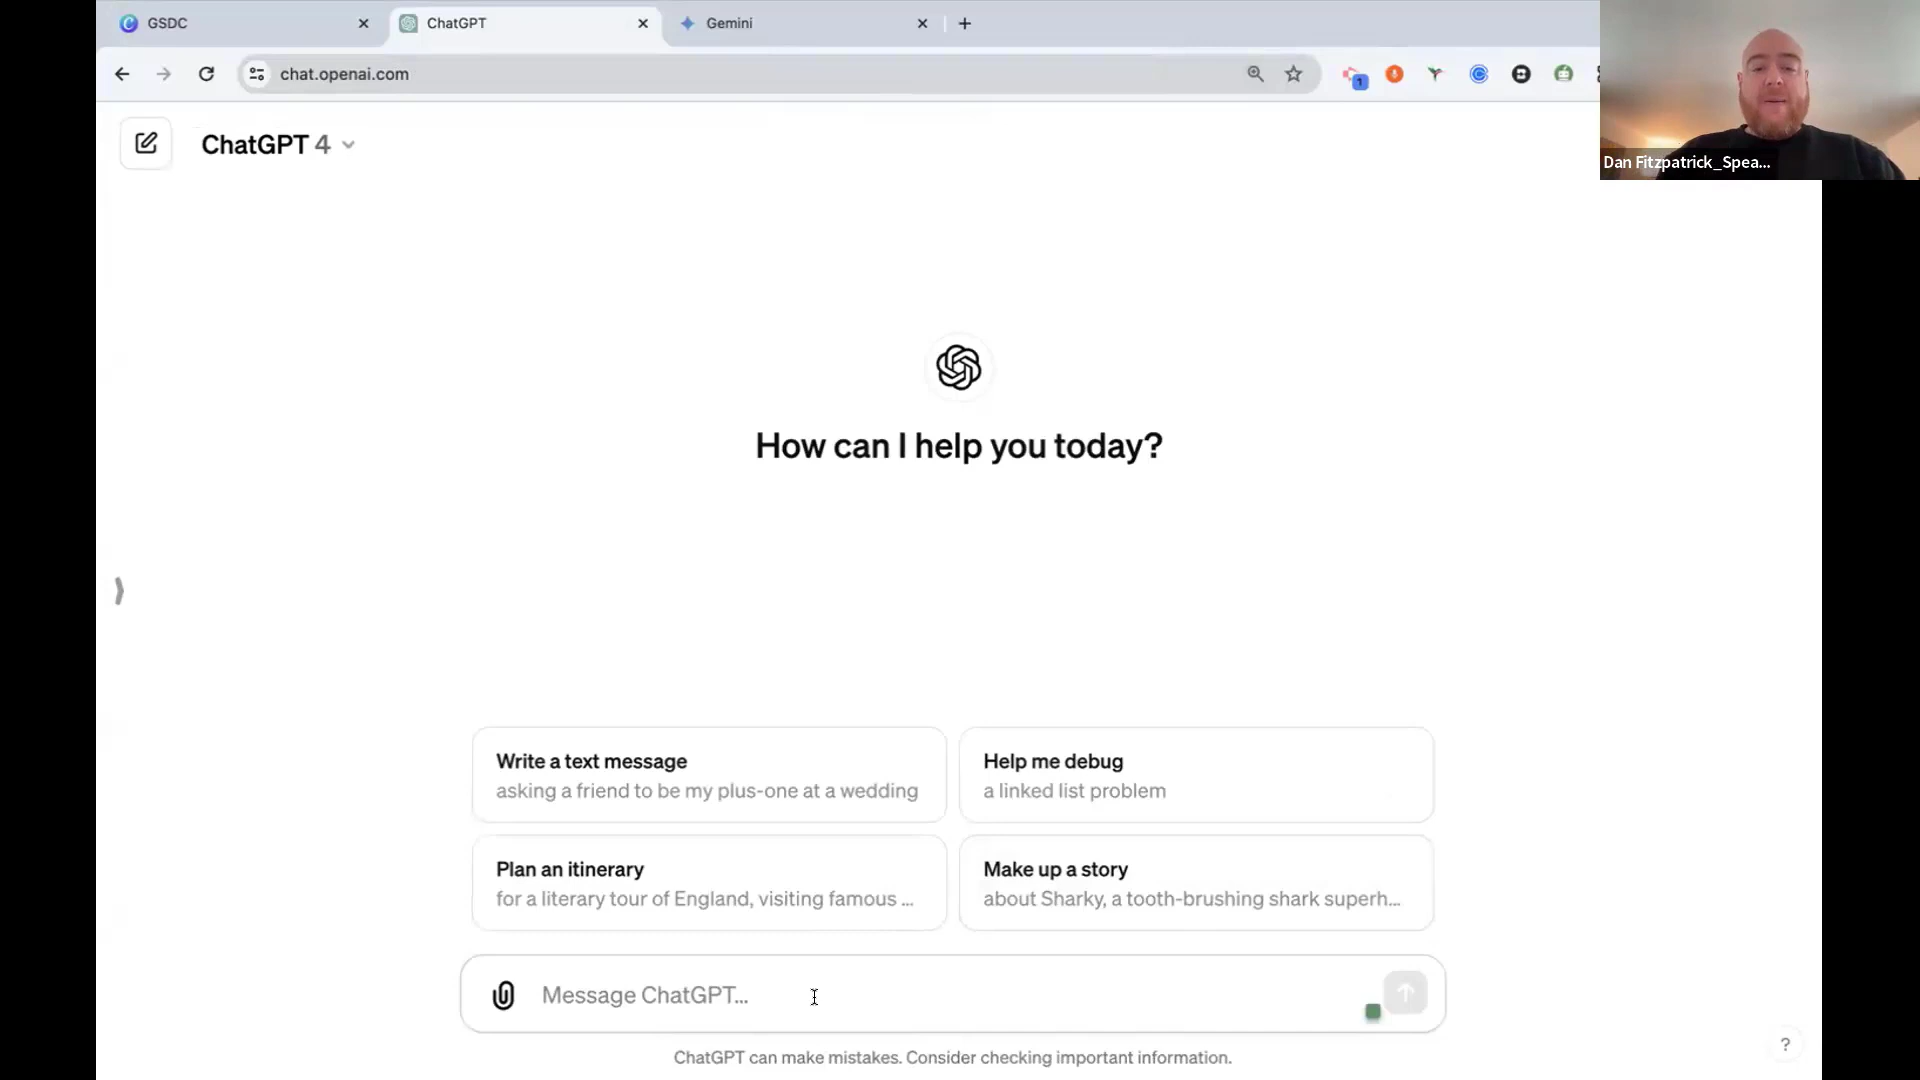 GSDC
ChatGPT
Gemini
chat.openai.com
1
Dan Fitzpatrick_Spea...
ChatGPT 4
How can I help you today?
Write a text message
asking a friend to be my plus-one at a wedding
Help me debug
a linked list problem
Plan an itinerary
for a literary tour of England, visiting famous ...
Make up a story
about Sharky, a tooth-brushing shark superh...
Message ChatGPT...
ChatGPT can make mistakes. Consider checking important information.
?